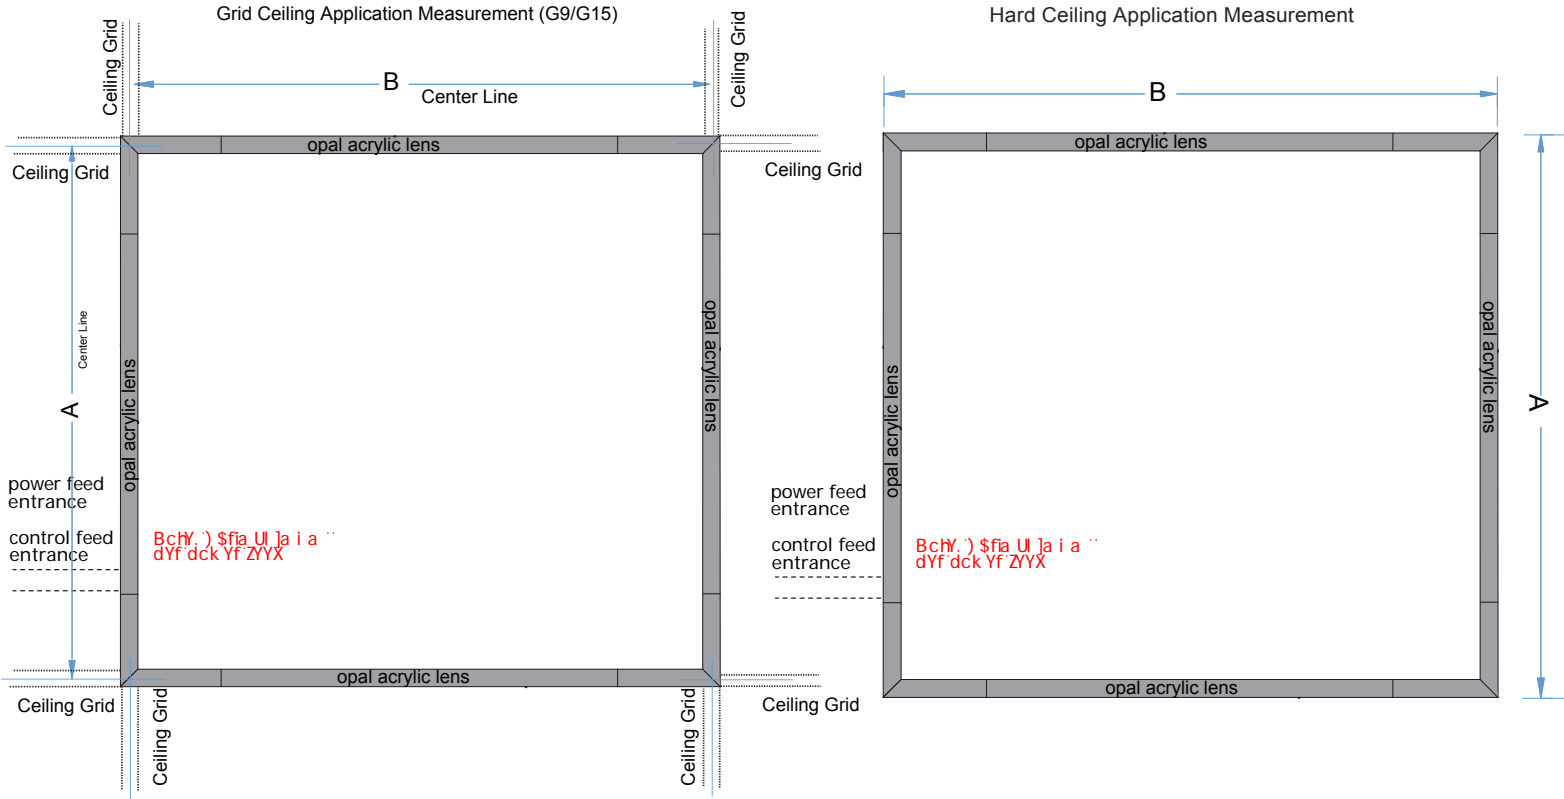 Grid Ceiling Application Measurement (G9/G15)
Ceiling Grid
Ceiling Grid
B
Center Line
opal acrylic lens
Ceiling Grid
Center Line
A
opal acrylic lens
opal acrylic lens
power feed
entrance
control feed
entrance
opal acrylic lens
Ceiling Grid
Ceiling Grid
Ceiling Grid
Hard Ceiling Application Measurement
B
opal acrylic lens
Ceiling Grid
opal acrylic lens
opal acrylic lens
A
power feed
entrance
control feed
entrance
opal acrylic lens
Ceiling Grid